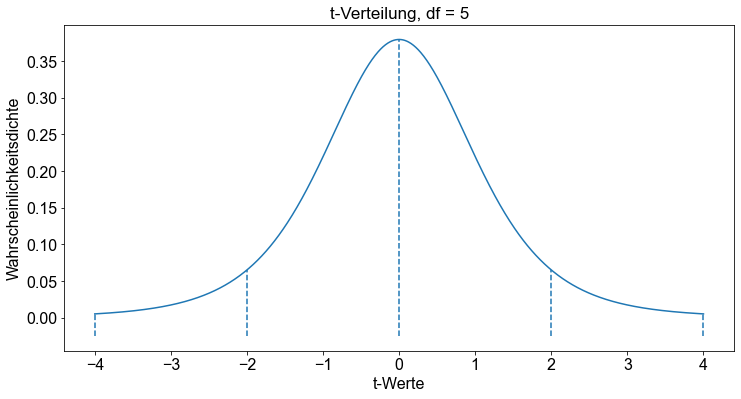 t-Verteilung, df = 5
Wahrscheinlichkeitsdichte
0.35
0.30
0.25
0.20
0.15
0.10
0.05
0.00
−4 −3 −2 −1 0 1 2 3 4
t-Werte